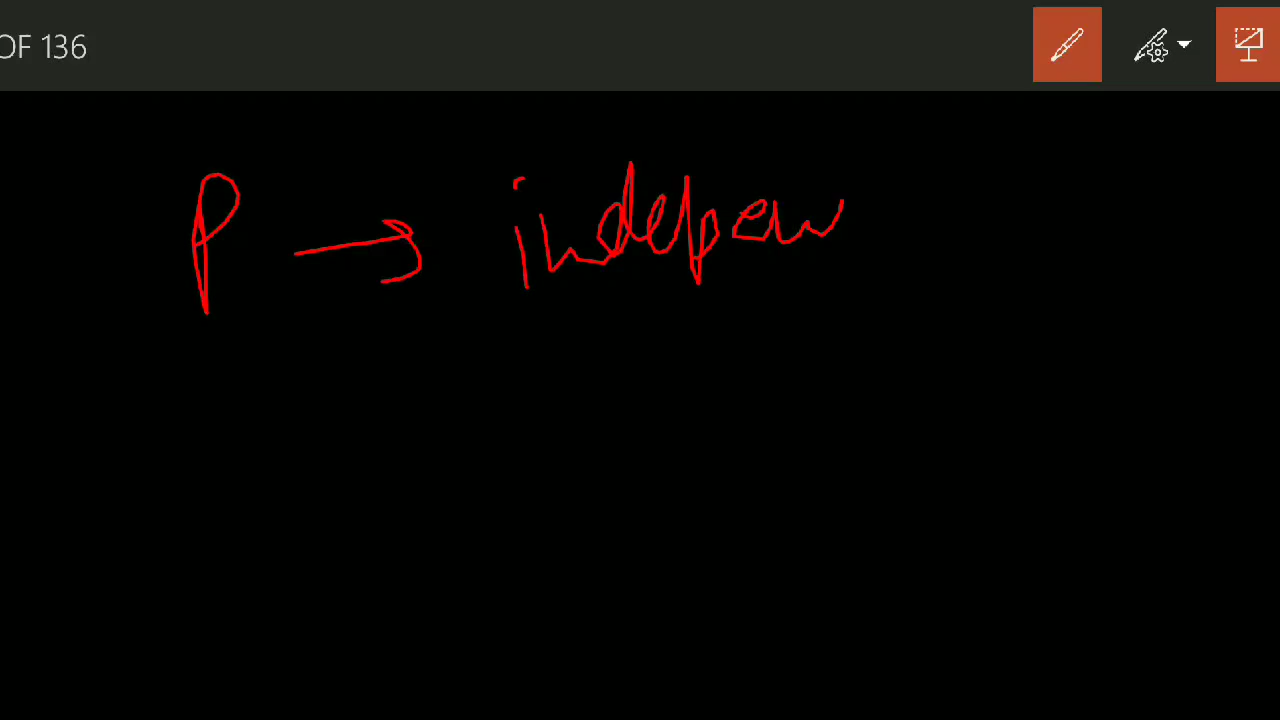 OF 136
P → indepen